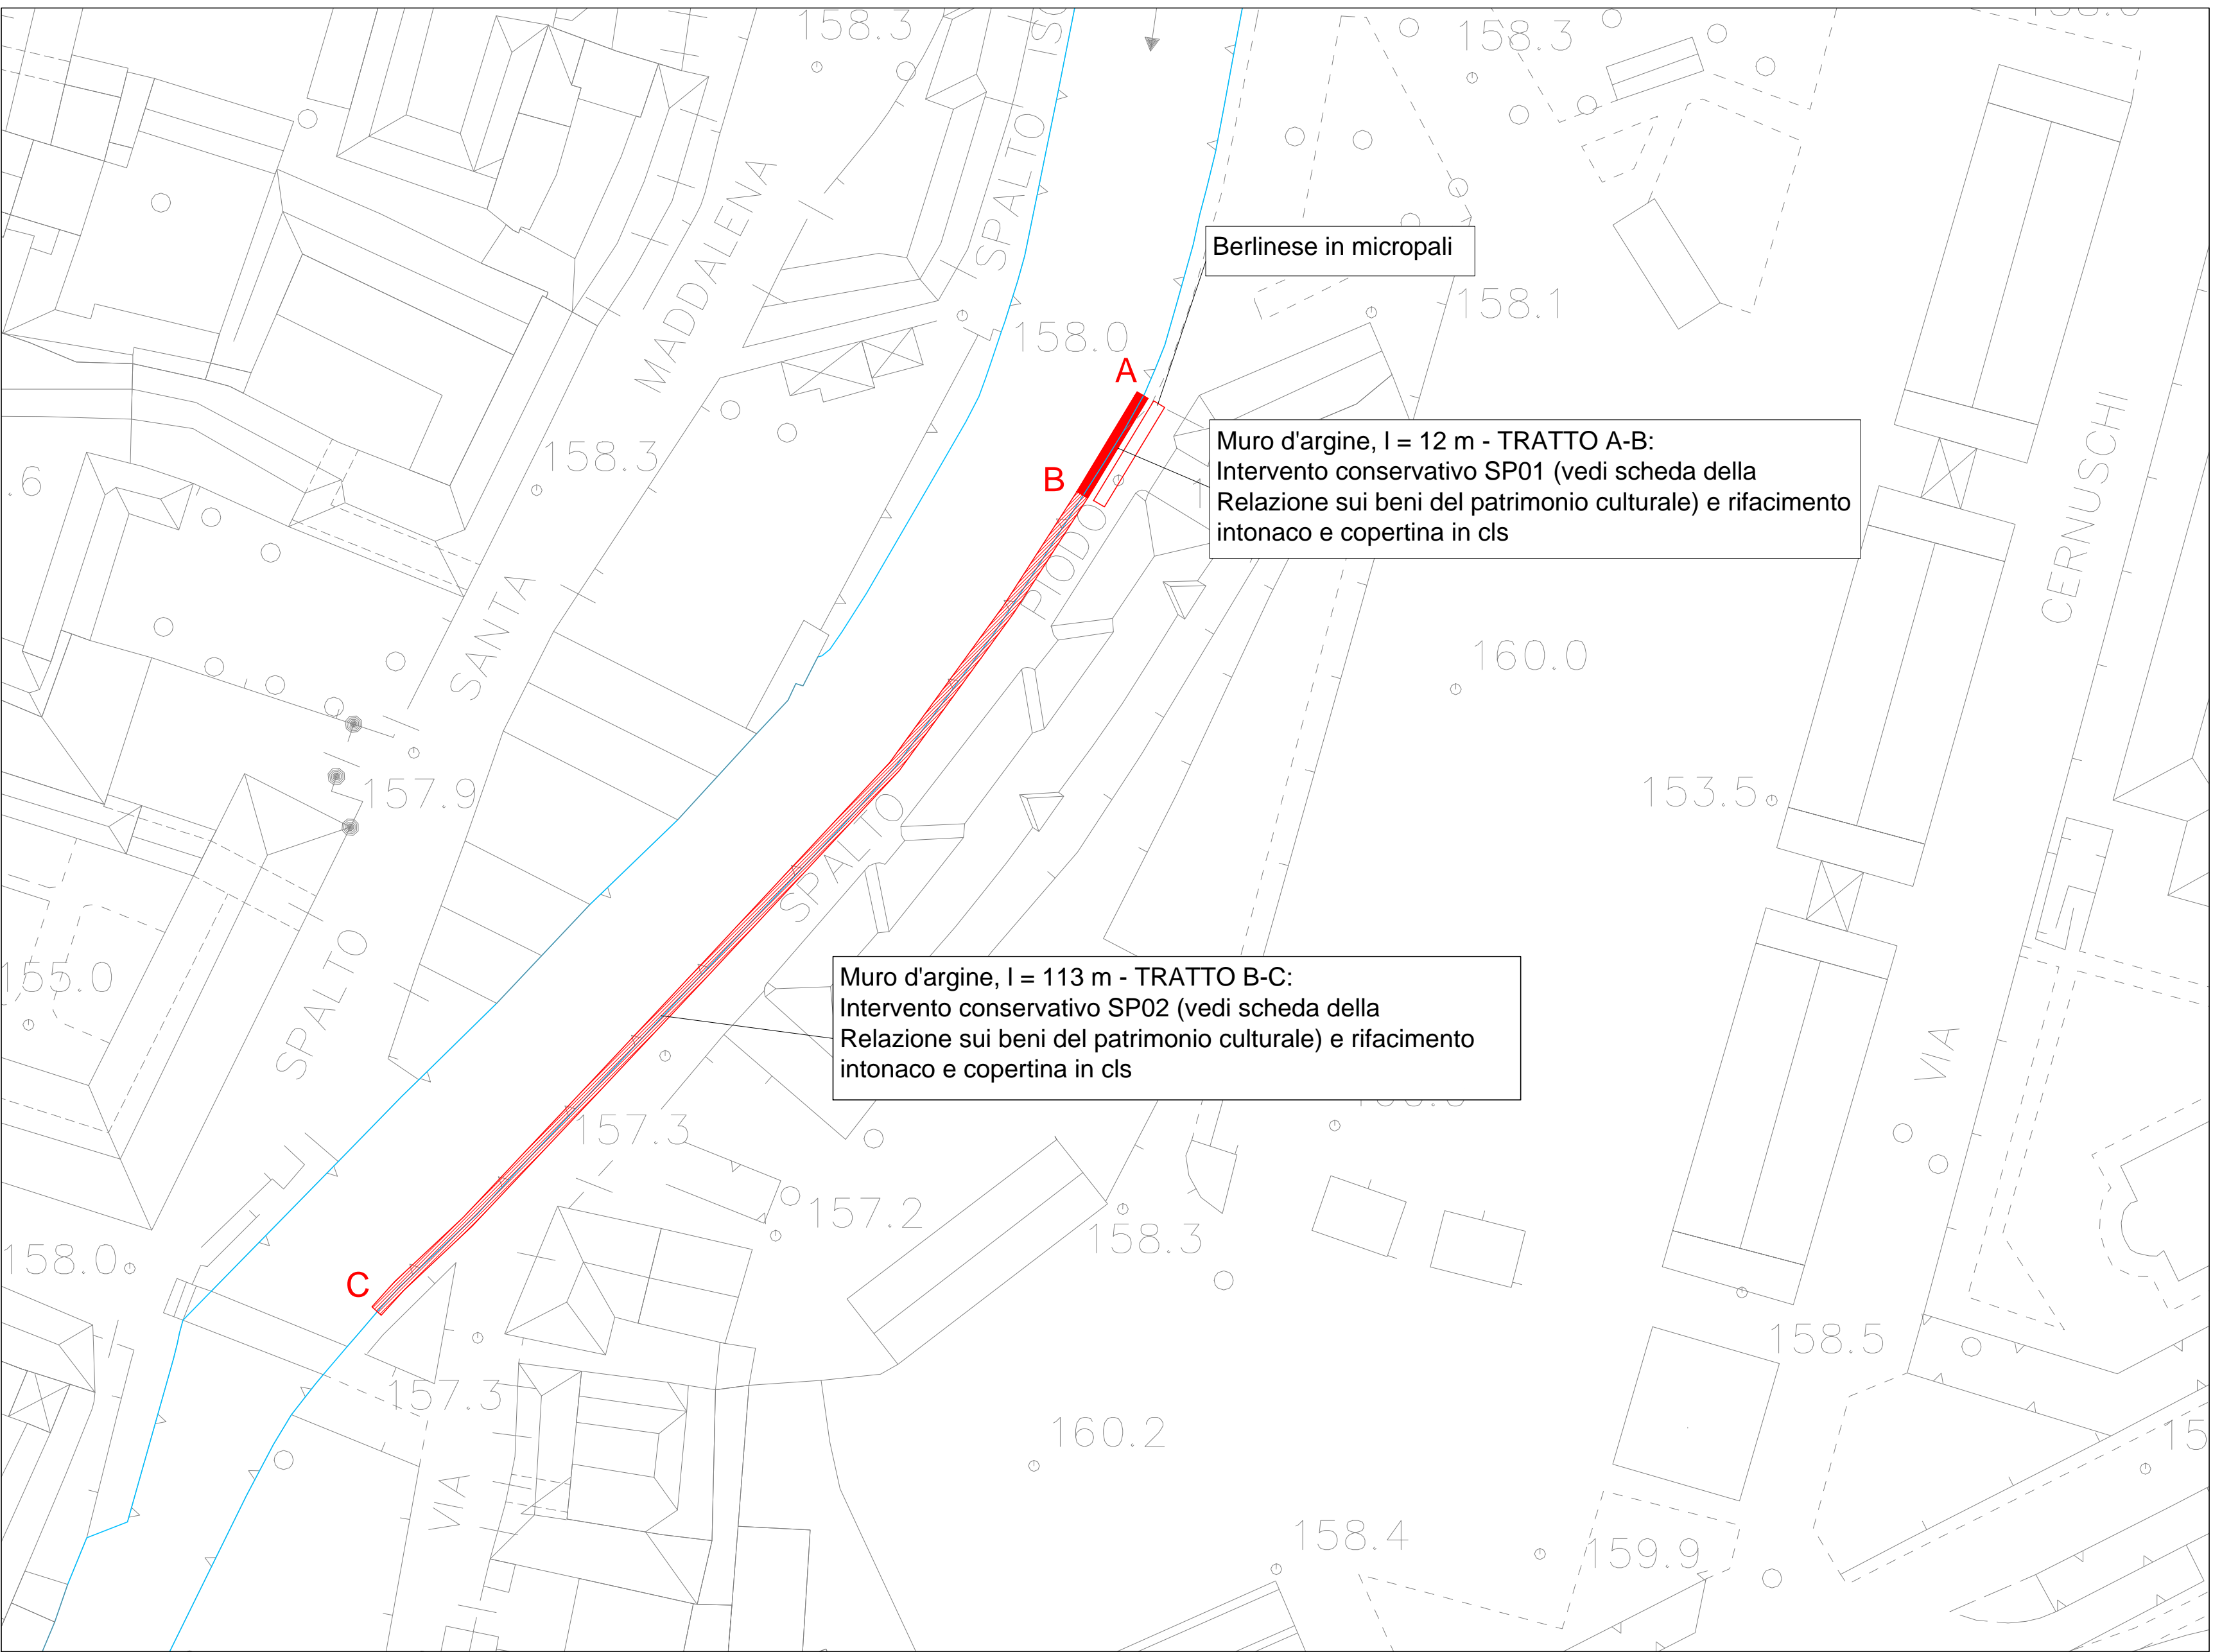 158.3
158.3
SPALTO ISO
MADDALENA
Berlinese in micropali
158.1
158.0
A
Muro d'argine, l = 12 m - TRATTO A-B:
Intervento conservativo SP01 (vedi scheda della
Relazione sui beni del patrimonio culturale) e rifacimento
intonaco e copertina in cls
B
158.3
.6
CERNUSCHI
PIODO
SANTA
160.0
157.9
153.5
SPALTO
SPALTO
155.0
Muro d'argine, l = 113 m - TRATTO B-C:
Intervento conservativo SP02 (vedi scheda della
Relazione sui beni del patrimonio culturale) e rifacimento
intonaco e copertina in cls
VIA
157.3
157.2
158.3
158.0
C
158.5
157.3
160.2
15
VIA
158.4
159.9